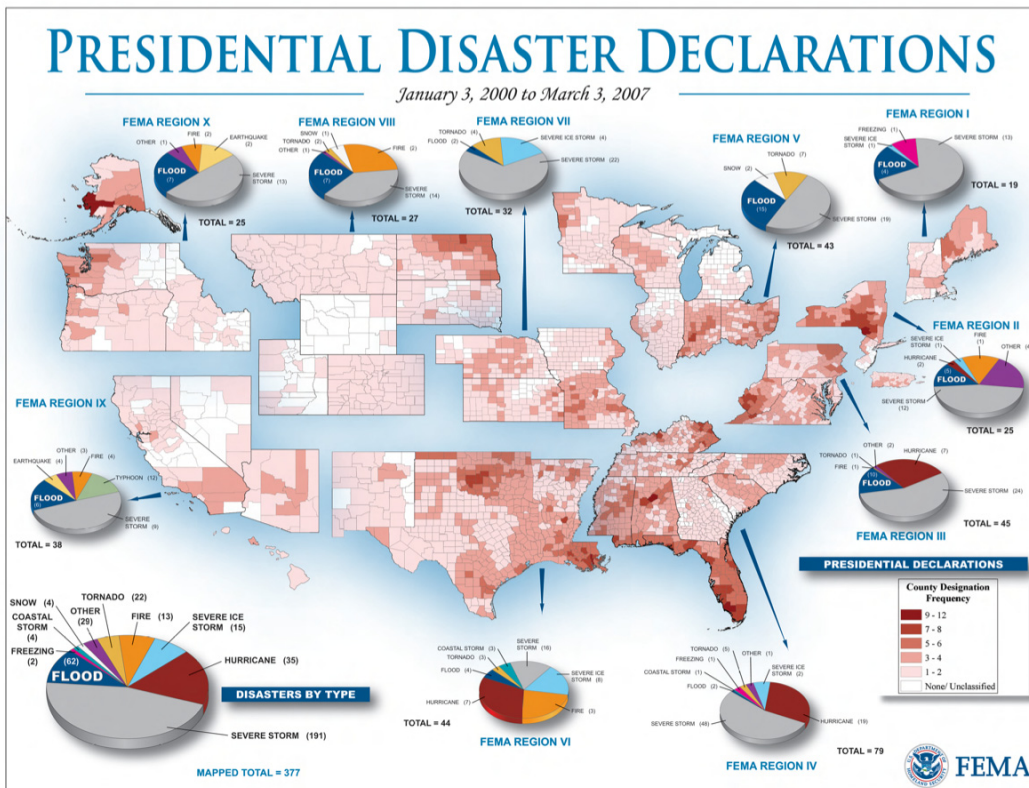 PRESIDENTIAL DISASTER DECLARATIONS
January 3, 2000 to March 3, 2007
FEMA REGION X
OTHER (1)
FIRE (2)
EARTHQUAKE (2)
FLOOD (7)
SEVERE STORM (13)
TOTAL = 25
FEMA REGION VIII
SNOW (1)
TORNADO (2)
OTHER (1)
FIRE (2)
FLOOD (7)
SEVERE STORM (14)
TOTAL = 27
FEMA REGION VII
TORNADO (4)
FLOOD (2)
SEVERE ICE STORM (4)
SEVERE STORM (22)
TOTAL = 32
FEMA REGION V
SNOW (2)
TORNADO (7)
FLOOD (15)
SEVERE STORM (19)
TOTAL = 43
FEMA REGION I
FREEZING (1)
SEVERE ICE STORM (1)
SEVERE STORM (13)
FLOOD (4)
TOTAL = 19
FEMA REGION II
SEVERE ICE STORM (1)
FIRE (1)
OTHER
HURRICANE (2)
FLOOD
SEVERE STORM (12)
TOTAL = 25
FEMA REGION IX
EARTHQUAKE (4)
OTHER (3)
FIRE (4)
TYPHOON (12)
FLOOD
SEVERE STORM
TOTAL = 38
OTHER (2)
HURRICANE (7)
TORNADO (1)
FIRE (1)
FLOOD (10)
SEVERE STORM (24)
TOTAL = 45
FEMA REGION III
PRESIDENTIAL DECLARATIONS
County Designation
Frequency
9 - 12
7 - 8
5 - 6
3 - 4
1 - 2
None/ Unclassified
TORNADO (22)
SNOW (4)
OTHER (29)
FIRE (13)
COASTAL STORM (4)
SEVERE ICE STORM (15)
FREEZING (2)
(62)
FLOOD
HURRICANE (35)
DISASTERS BY TYPE
SEVERE STORM (191)
MAPPED TOTAL = 377
SEVERE STORM (16)
COASTAL STORM (3)
TORNADO (3)
FLOOD (4)
SEVERE ICE STORM
HURRICANE (7)
FIRE (3)
TOTAL = 44
FEMA REGION VI
TORNADO (5)
OTHER (1)
FREEZING (1)
SEVERE ICE STORM (2)
COASTAL STORM (1)
FLOOD (2)
SEVERE STORM
HURRICANE (19)
TOTAL = 79
FEMA REGION IV
U.S. DEPARTMENT OF HOMELAND SECURITY
FEMA